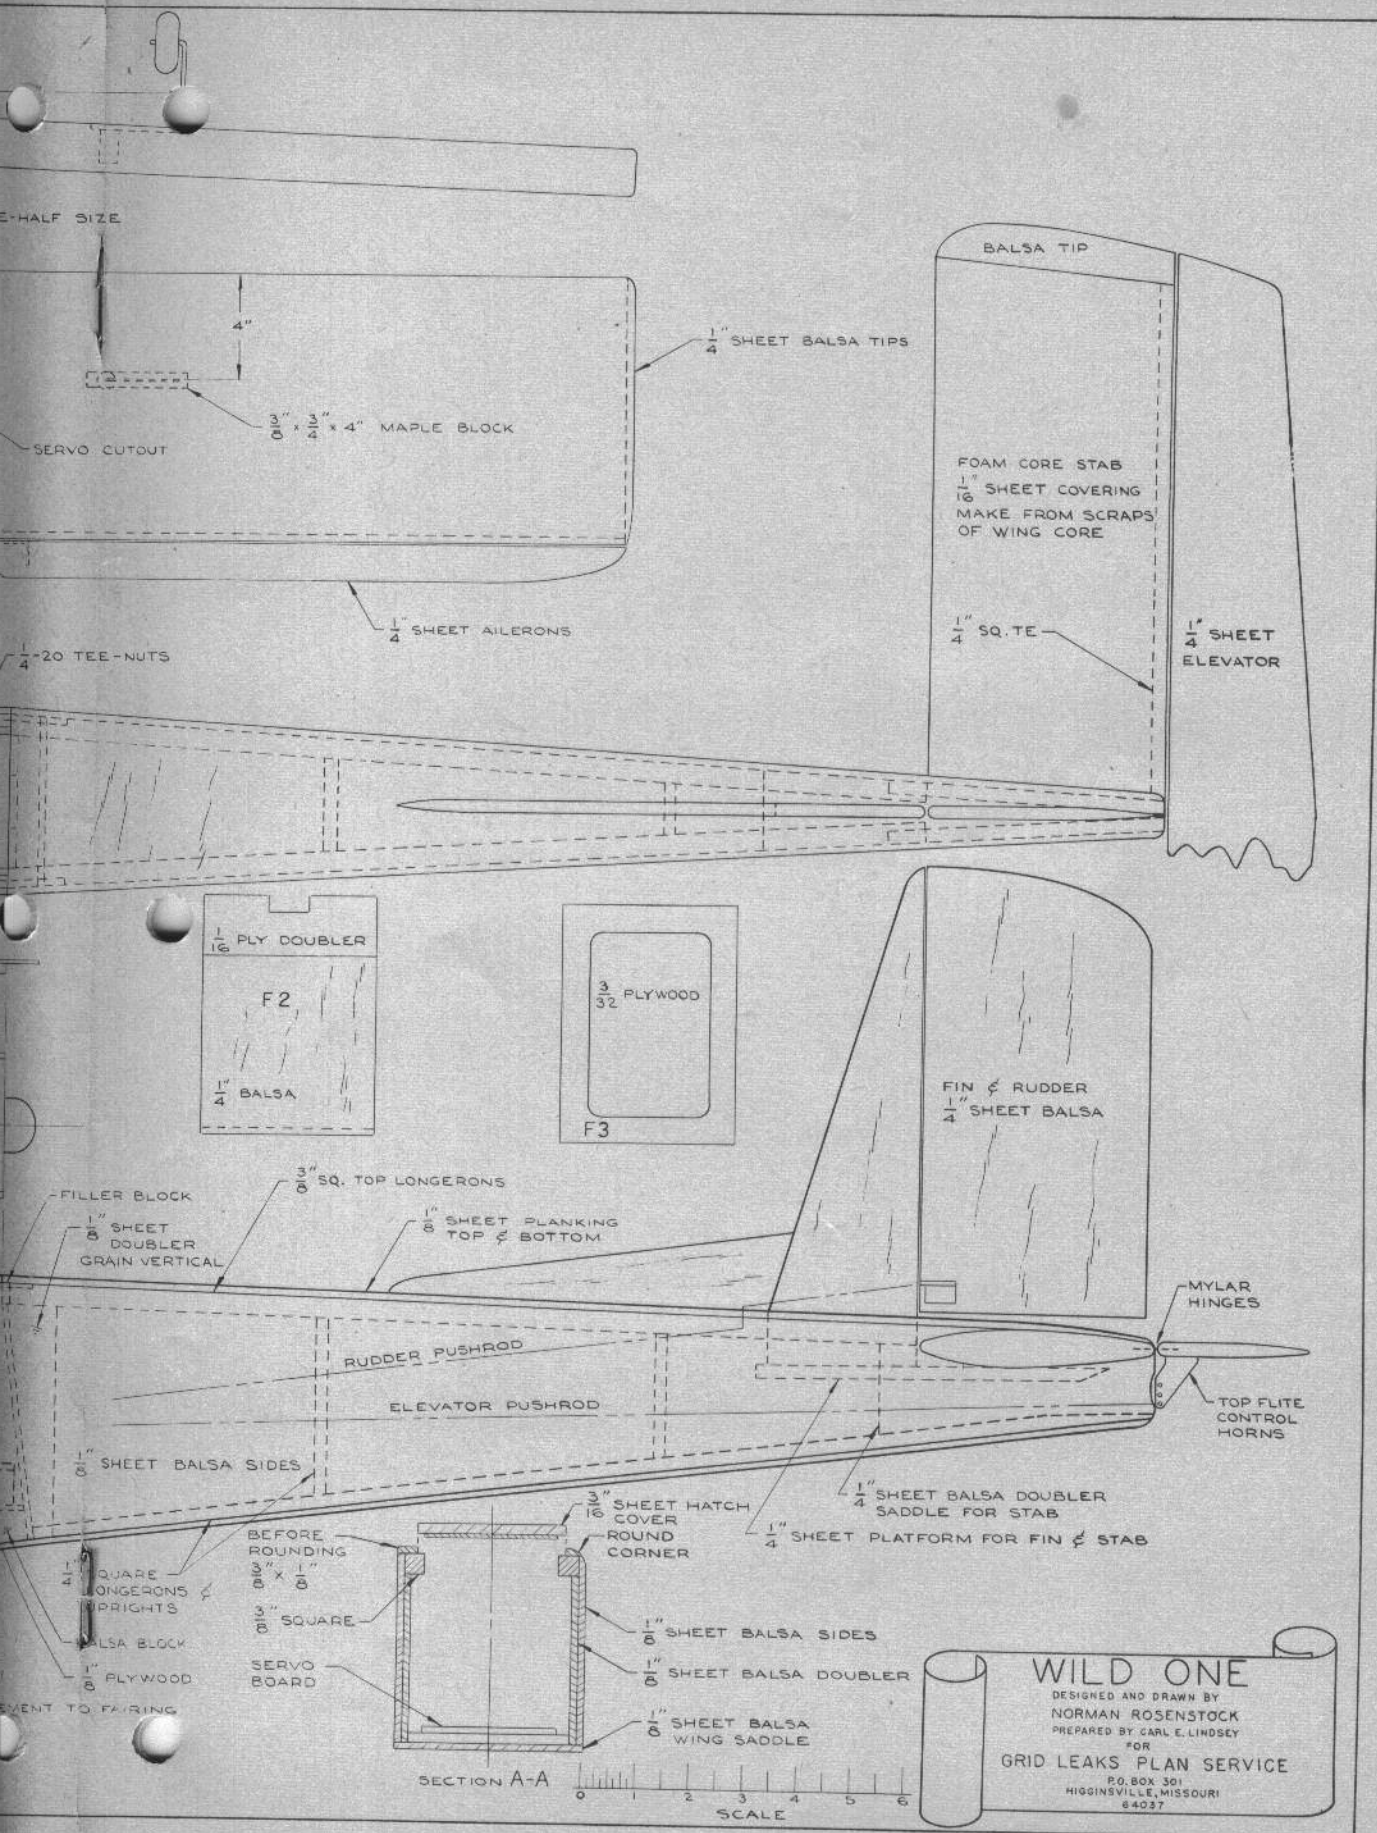 E-HALF SIZE
BALSA TIP
4"
1/4" SHEET BALSA TIPS
3/8" x 3/4" x 4" MAPLE BLOCK
SERVO CUTOUT
FOAM CORE STAB
1/16" SHEET COVERING
MAKE FROM SCRAPS
OF WING CORE
1/4" SHEET AILERONS
1/4" SQ. TE
1/4" SHEET
ELEVATOR
1/4-20 TEE-NUTS
1/16" PLY DOUBLER
F2
1/4" BALSA
3/32 PLYWOOD
F3
FIN & RUDDER
1/4" SHEET BALSA
FILLER BLOCK
3/8" SQ. TOP LONGERONS
1/8" SHEET
DOUBLER
GRAIN VERTICAL
1/8" SHEET PLANKING
TOP & BOTTOM
MYLAR
HINGES
RUDDER PUSHROD
ELEVATOR PUSHROD
TOP FLITE
CONTROL
HORNS
1/8" SHEET BALSA SIDES
1/4" SHEET BALSA DOUBLER
SADDLE FOR STAB
1/4" SHEET PLATFORM FOR FIN & STAB
3/16" SHEET HATCH
COVER
ROUND
CORNER
BEFORE
ROUNDING
3/8" x 1/8"
3/8" SQUARE
1/4" QUARE
ONGERONS &
PRIGHTS
ALSA BLOCK
1/8" PLYWOOD
EMENT TO FAIRING
SERVO
BOARD
1/8" SHEET BALSA SIDES
1/8" SHEET BALSA DOUBLER
1/8" SHEET BALSA
WING SADDLE
SECTION A-A
0 1 2 3 4 5 6
SCALE
WILD ONE
DESIGNED AND DRAWN BY
NORMAN ROSENSTOCK
PREPARED BY CARL E. LINDSEY
FOR
GRID LEAKS PLAN SERVICE
P.O. BOX 301
HIGGINSVILLE, MISSOURI
64037